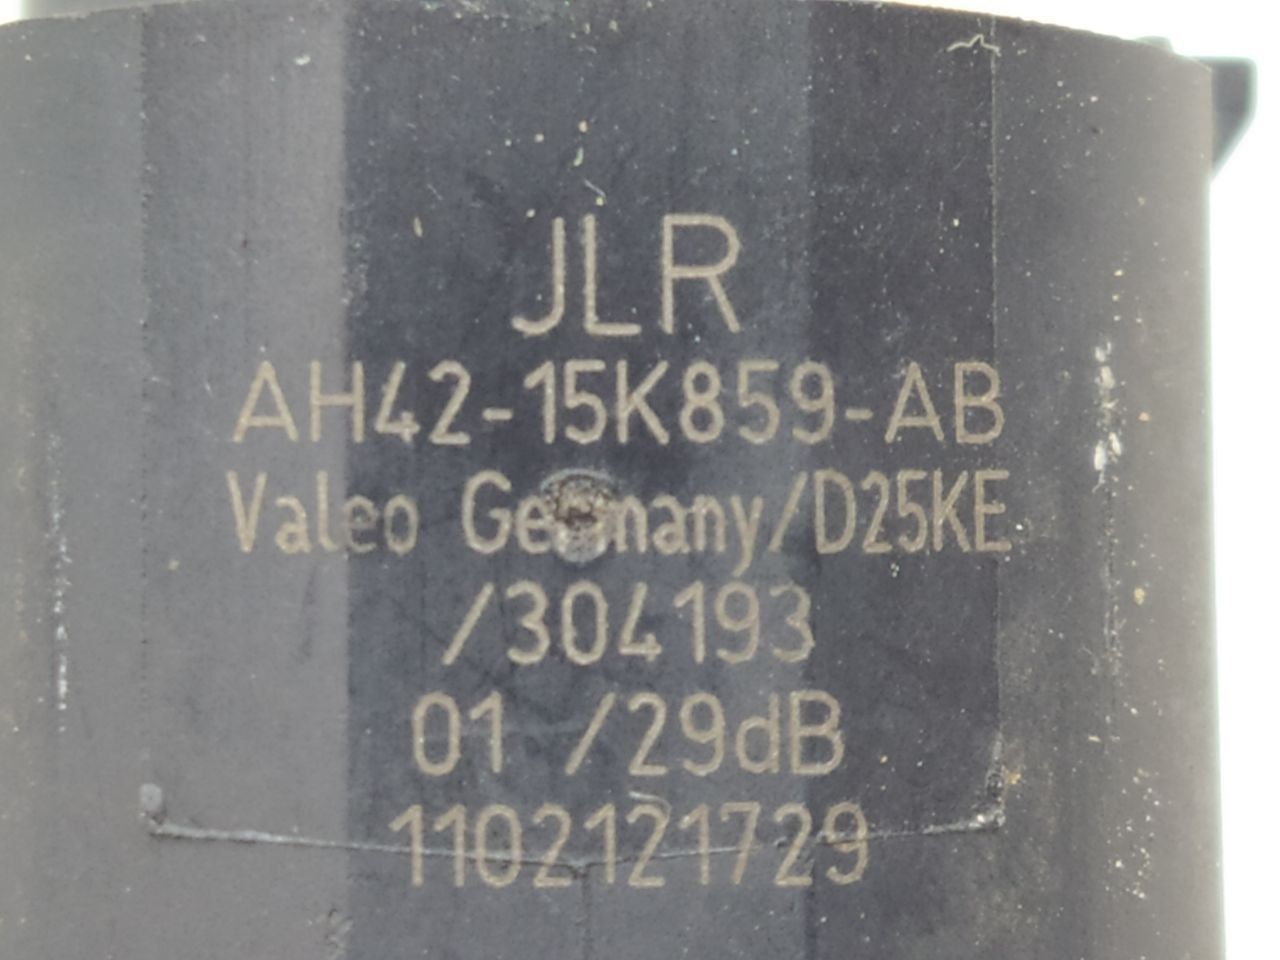 JLR
AH42-15K859-AB
Valeo Germany/D25KE
/304193
01 /29dB
1102121729